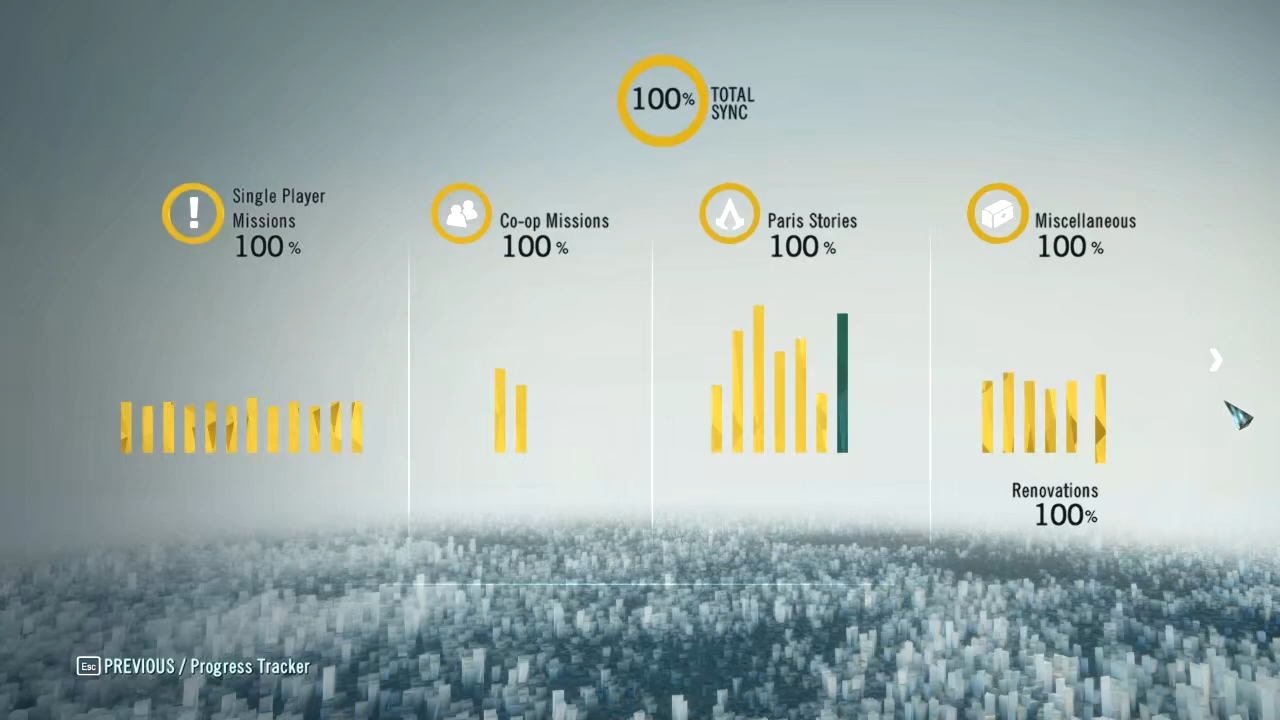 100%
TOTAL
SYNC
Single Player
Missions
100 %
Co-op Missions
100 %
Paris Stories
100 %
Miscellaneous
100 %
Renovations
100%
Esc PREVIOUS / Progress Tracker